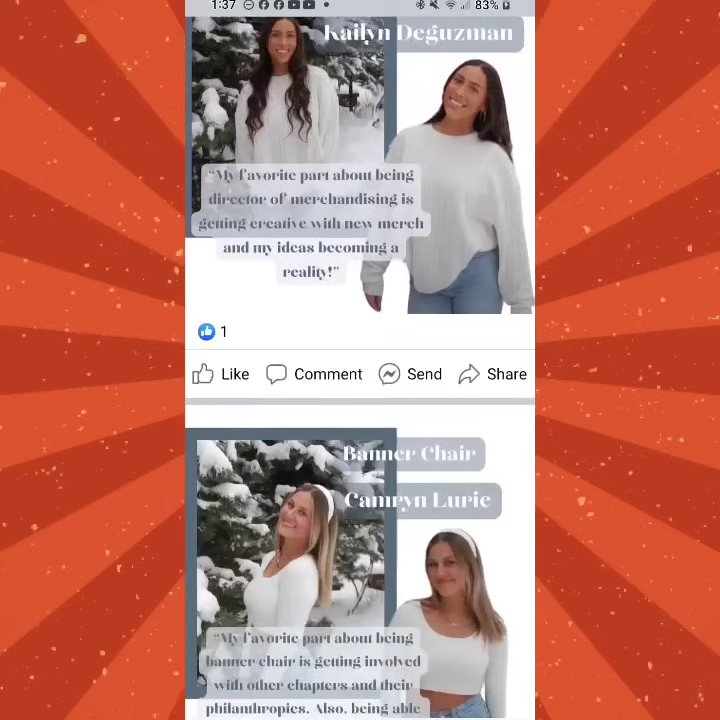 1:37
83%
Kailyn Deguzman
"My favorite part about being
director of merchandising is
getting creative with new merch
and my ideas becoming a
reality!"
1
Like Comment Send Share
Banner Chair
Camryn Lurie
"My favorite part about being
banner chair is getting involved
with other chapters and their
philanthropies. Also, being able